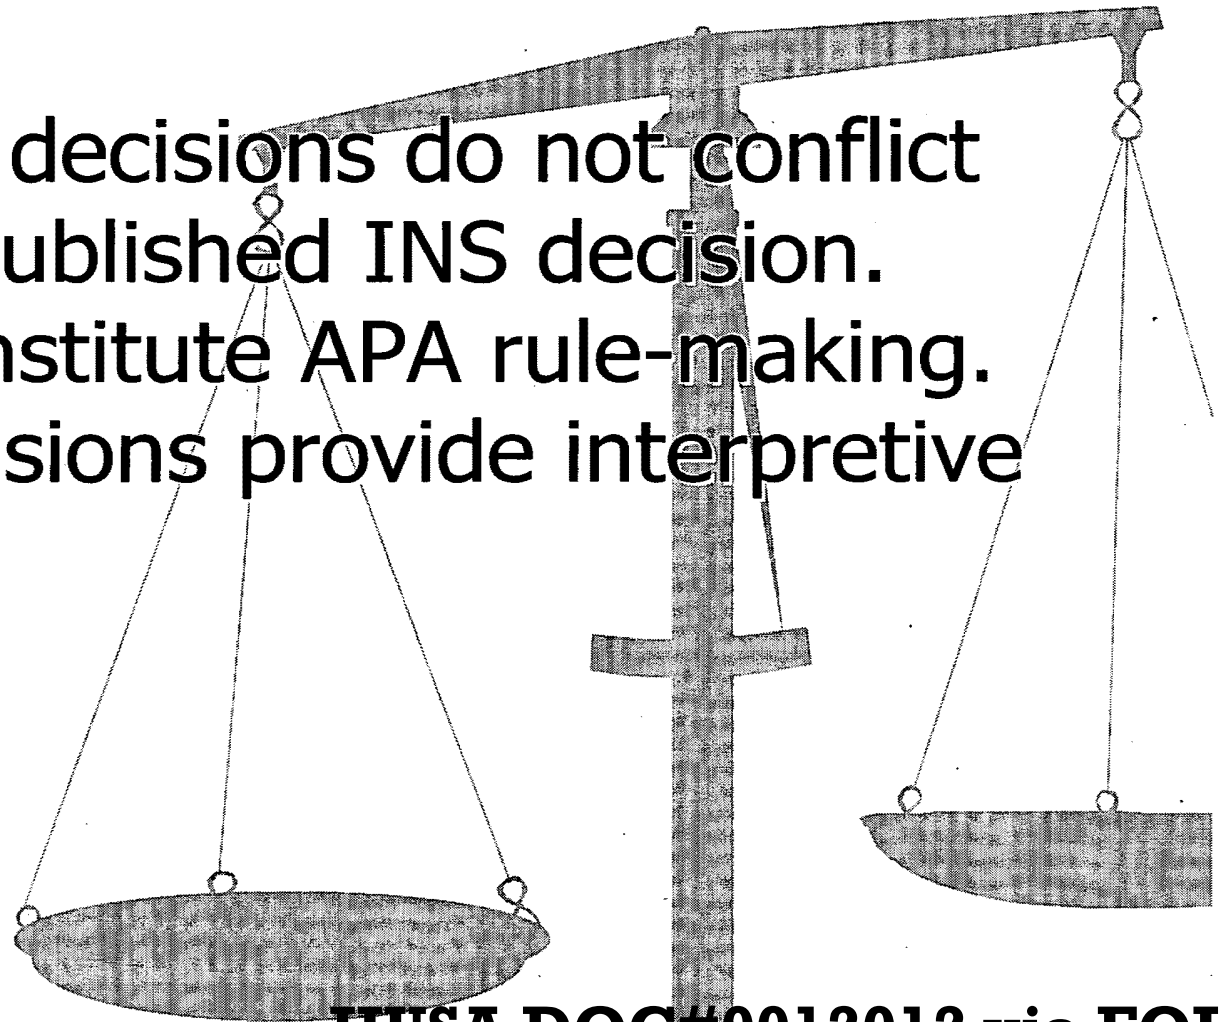 decisions do not conflict
ublished INS decision.
nstitute APA rule-making.
sions provide interpretive